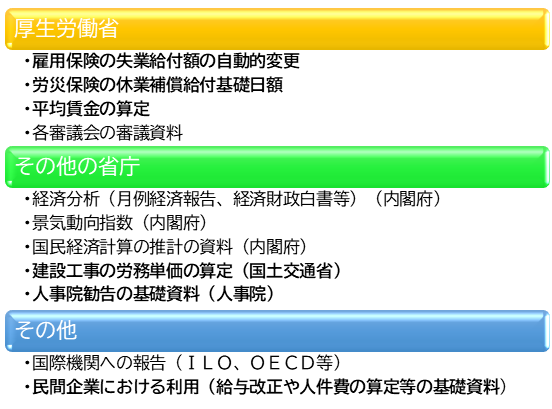 厚生労働省
・雇用保険の失業給付額の自動的変更
・労災保険の休業補償給付基礎日額
・平均賃金の算定
・各審議会の審議資料
その他の省庁
・経済分析（月例経済報告、経済財政白書等）（内閣府）
・景気動向指数（内閣府）
・国民経済計算の推計の資料（内閣府）
・建設工事の労務単価の算定（国土交通省）
・人事院勧告の基礎資料（人事院）
その他
・国際機関への報告（ＩＬＯ、ＯＥＣＤ等）
・民間企業における利用（給与改正や人件費の算定等の基礎資料）